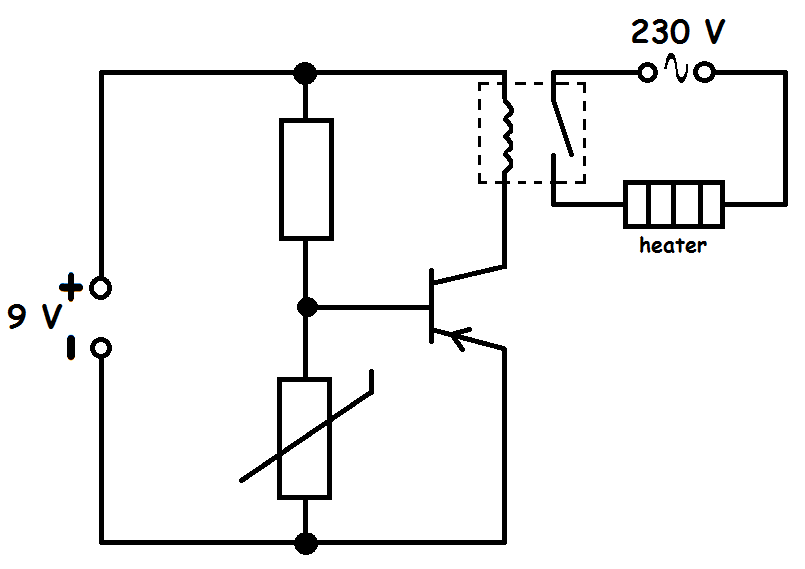 230 V
heater
+
9 V
-